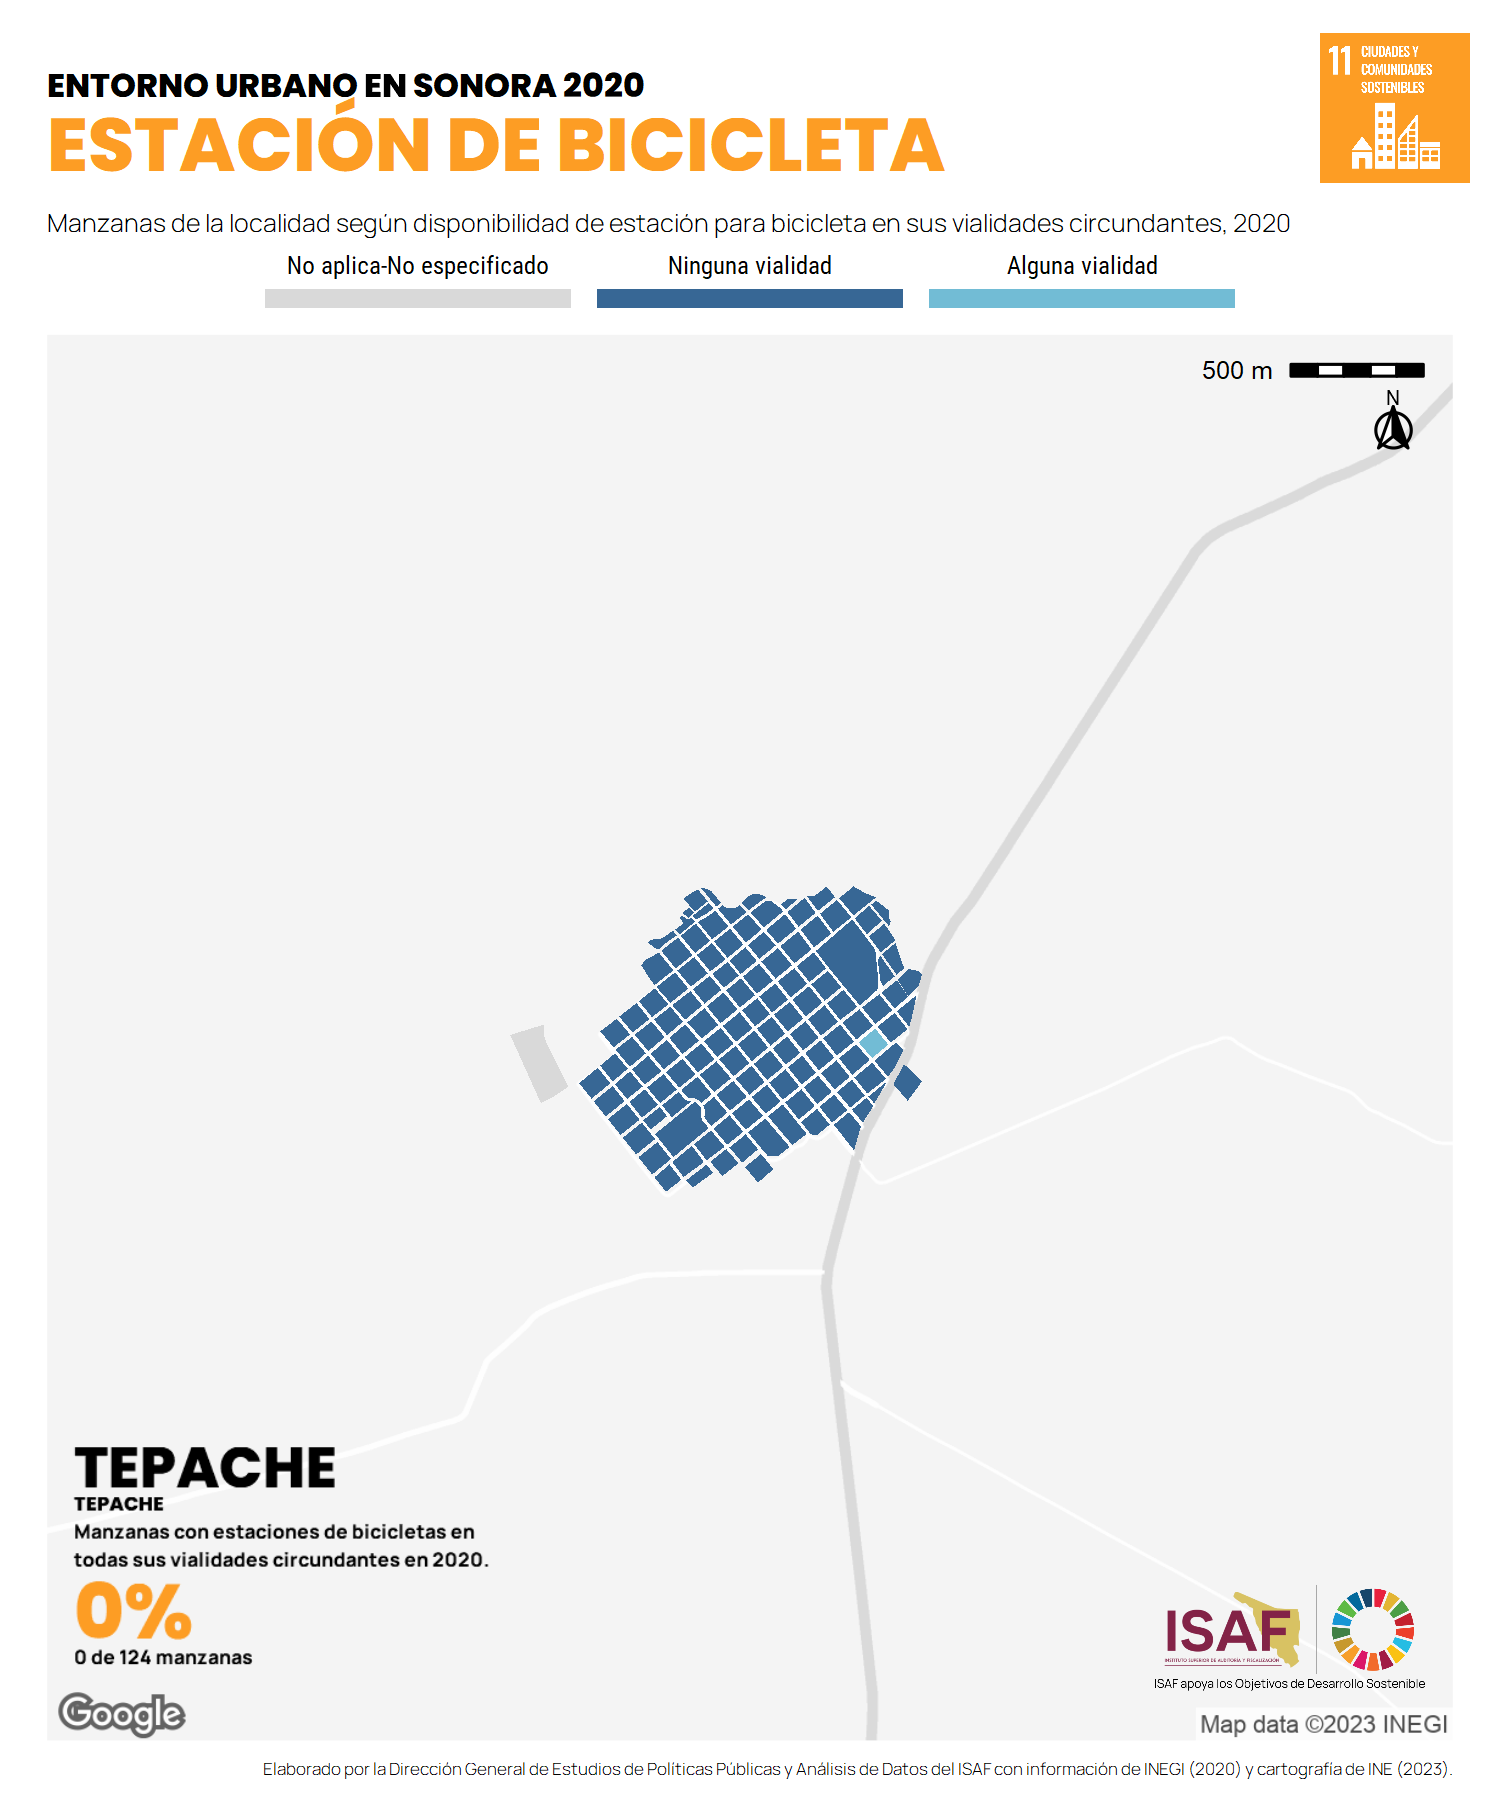 ENTORNO URBANO EN SONORA 2020
ESTACIÓN DE BICICLETA
11 CIUDADES Y
COMUNIDADES
SOSTENIBLES
Manzanas de la localidad según disponibilidad de estación para bicicleta en sus vialidades circundantes, 2020
No aplica-No especificado
Ninguna vialidad
Alguna vialidad
500 m
N
TEPACHE
TEPACHE
Manzanas con estaciones de bicicletas en
todas sus vialidades circundantes en 2020.
0%
0 de 124 manzanas
Google
ISAF
INSTITUTO SUPERIOR DE AUDITORÍA Y FISCALIZACIÓN
ISAF apoya los Objetivos de Desarrollo Sostenible
Map data ©2023 INEGI
Elaborado por la Dirección General de Estudios de Políticas Públicas y Análisis de Datos del ISAF con información de INEGI (2020) y cartografía de INE (2023).